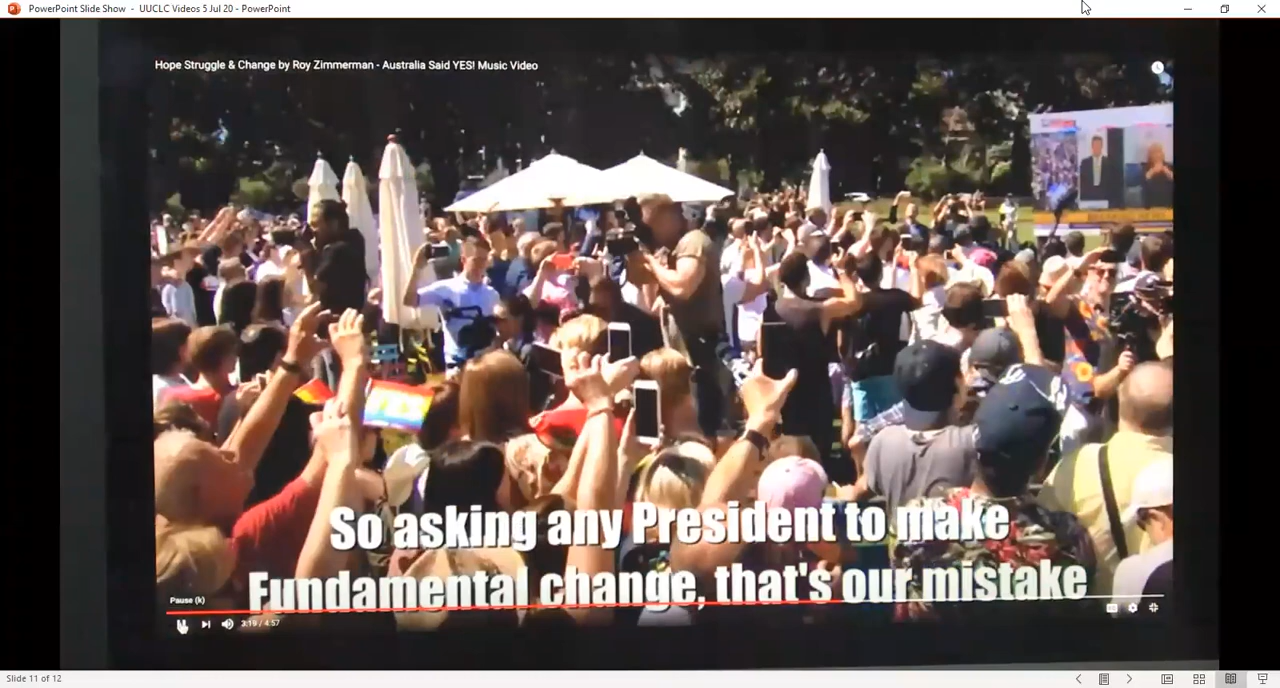 PowerPoint Slide Show - UUCLC Videos 5 Jul 20 - PowerPoint
Hope Struggle & Change by Roy Zimmerman - Australia Said YES! Music Video
So asking any President to make
Fundamental change, that's our mistake
Pause (k)
3:19 / 4:57
Slide 11 of 12